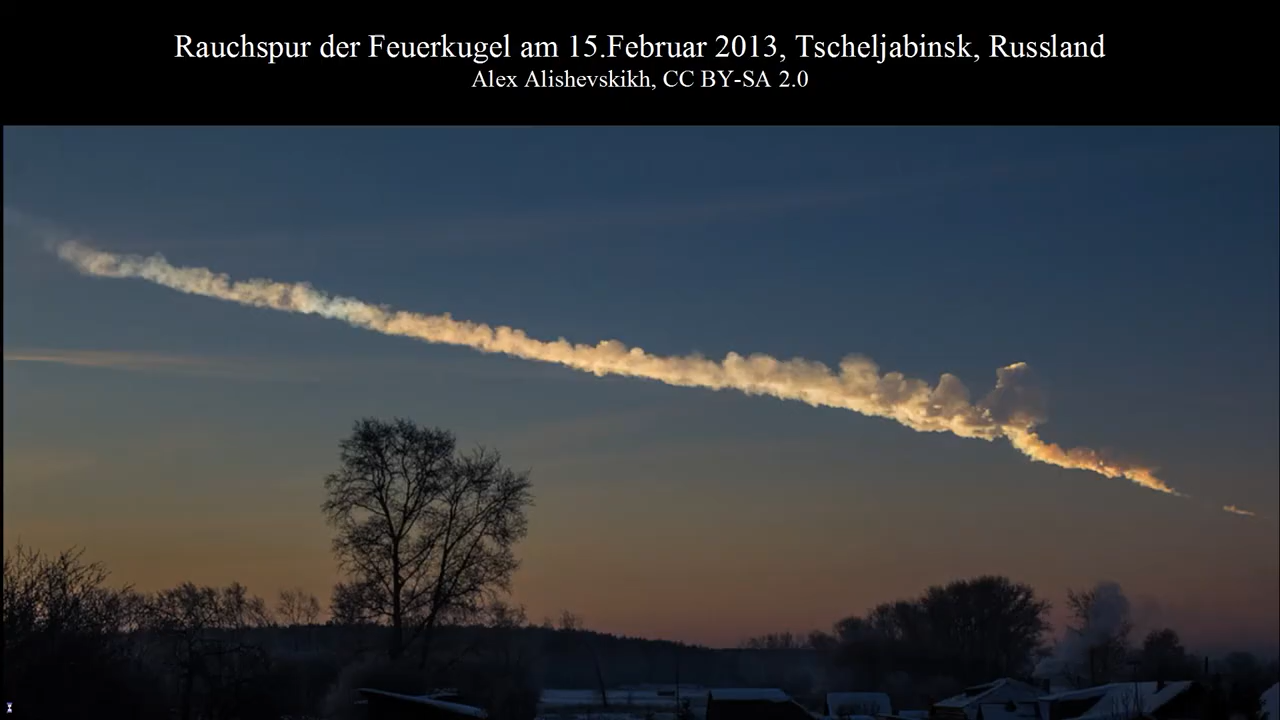 Rauchspur der Feuerkugel am 15.Februar 2013, Tscheljabinsk, Russland
Alex Alishevskikh, CC BY-SA 2.0